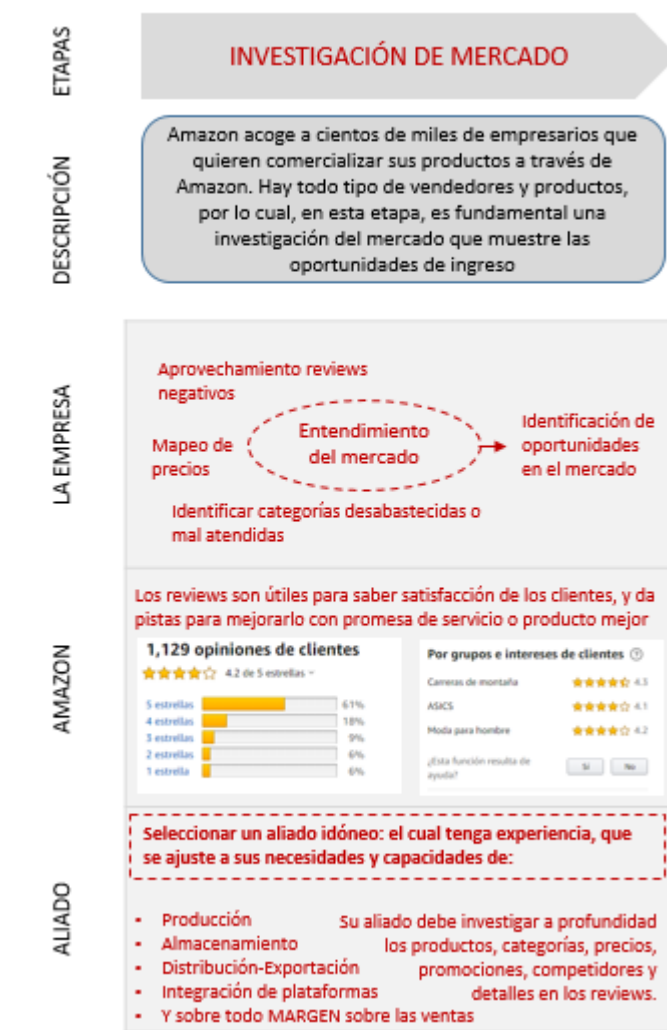 ETAPAS
INVESTIGACIÓN DE MERCADO
DESCRIPCIÓN
Amazon acoge a cientos de miles de empresarios que
quieren comercializar sus productos a través de
Amazon. Hay todo tipo de vendedores y productos,
por lo cual, en esta etapa, es fundamental una
investigación del mercado que muestre las
oportunidades de ingreso
LA EMPRESA
Aprovechamiento reviews
negativos
Mapeo de
precios
Entendimiento
del mercado
Identificación de
oportunidades
en el mercado
Identificar categorías desabastecidas o
mal atendidas
AMAZON
Los reviews son útiles para saber satisfacción de los clientes, y da
pistas para mejorarlo con promesa de servicio o producto mejor
1,129 opiniones de clientes
4.2 de 5 estrellas
5 estrellas 61%
4 estrellas 18%
3 estrellas 9%
2 estrellas 6%
1 estrella 6%
Por grupos e intereses de clientes ?
Carreras de montaña 4.3
ASICS 4.1
Moda para hombre 4.2
¿Esta función resulta de
ayuda?
Sí No
ALIADO
Seleccionar un aliado idóneo: el cual tenga experiencia, que
se ajuste a sus necesidades y capacidades de:
▪ Producción
▪ Almacenamiento
▪ Distribución-Exportación
▪ Integración de plataformas
▪ Y sobre todo MARGEN sobre las ventas
Su aliado debe investigar a profundidad
los productos, categorías, precios,
promociones, competidores y
detalles en los reviews.